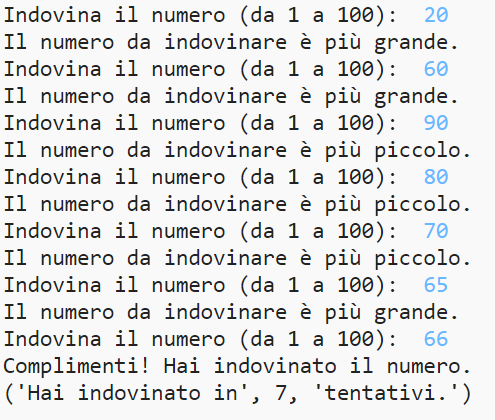 Indovina il numero (da 1 a 100):  20
Il numero da indovinare è più grande.
Indovina il numero (da 1 a 100):  60
Il numero da indovinare è più grande.
Indovina il numero (da 1 a 100):  90
Il numero da indovinare è più piccolo.
Indovina il numero (da 1 a 100):  80
Il numero da indovinare è più piccolo.
Indovina il numero (da 1 a 100):  70
Il numero da indovinare è più piccolo.
Indovina il numero (da 1 a 100):  65
Il numero da indovinare è più grande.
Indovina il numero (da 1 a 100):  66
Complimenti! Hai indovinato il numero.
('Hai indovinato in', 7, 'tentativi.')